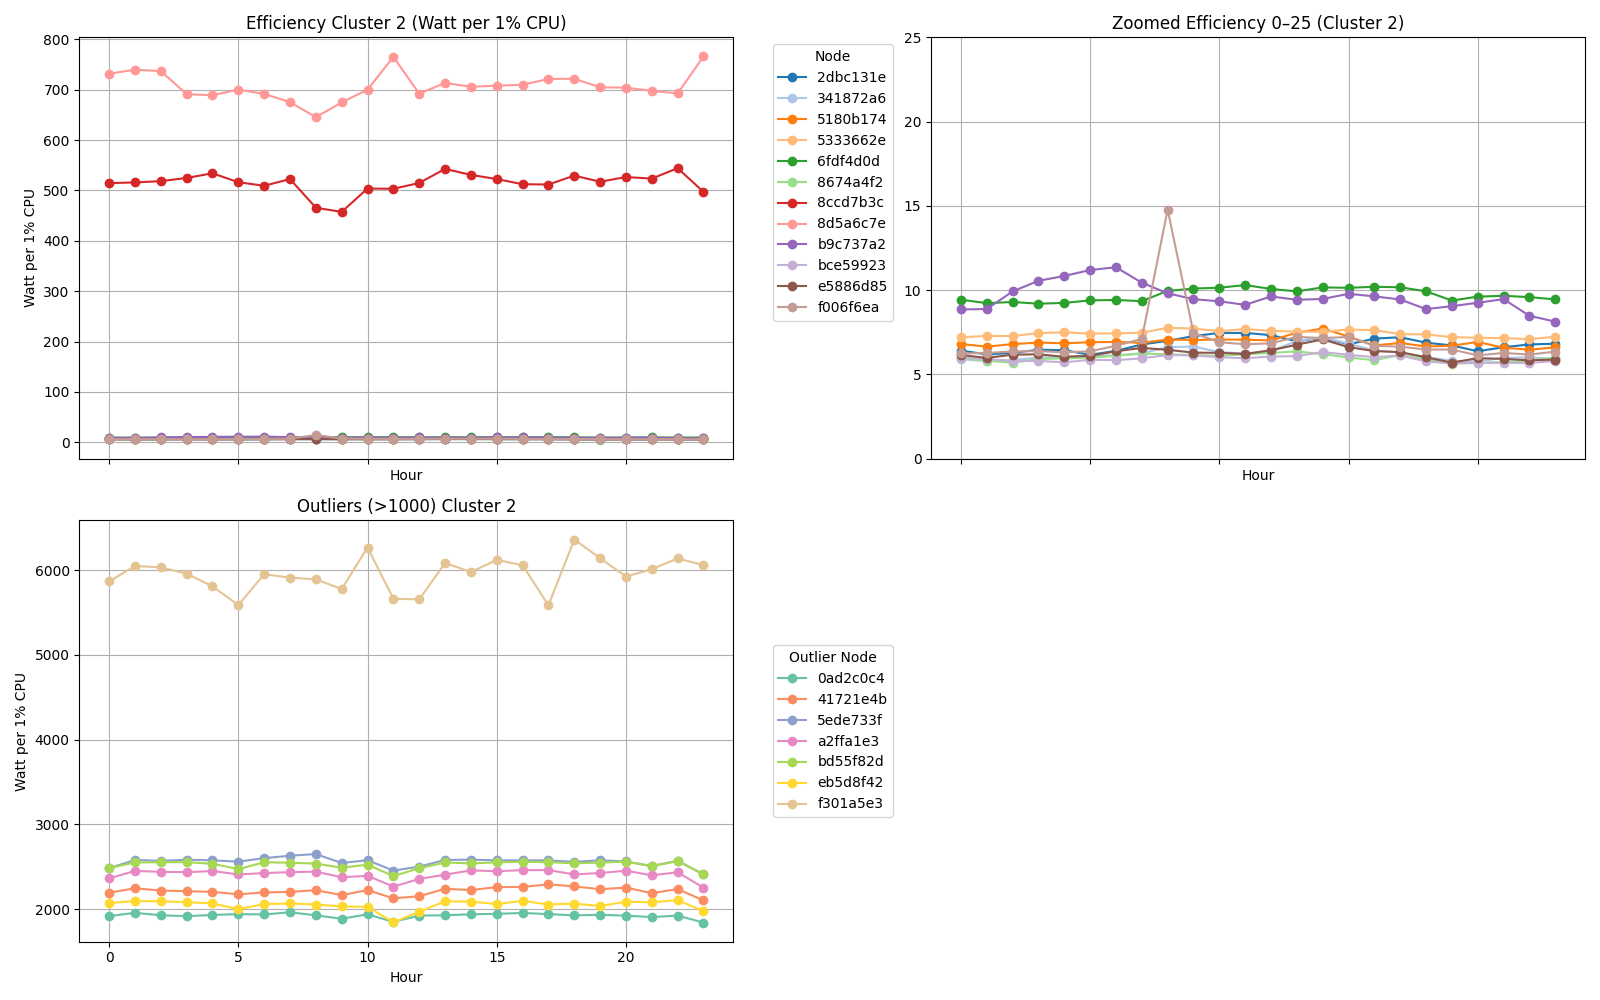 Efficiency Cluster 2 (Watt per 1% CPU)
Watt per 1% CPU
800
700
600
500
400
300
200
100
0
Hour
Node
2dbc131e
341872a6
5180b174
5333662e
6fdf4d0d
8674a4f2
8ccd7b3c
8d5a6c7e
b9c737a2
bce59923
e5886d85
f006f6ea
Zoomed Efficiency 0–25 (Cluster 2)
25
20
15
10
5
0
Hour
Outliers (>1000) Cluster 2
Watt per 1% CPU
6000
5000
4000
3000
2000
0 5 10 15 20
Hour
Outlier Node
0ad2c0c4
41721e4b
5ede733f
a2ffa1e3
bd55f82d
eb5d8f42
f301a5e3